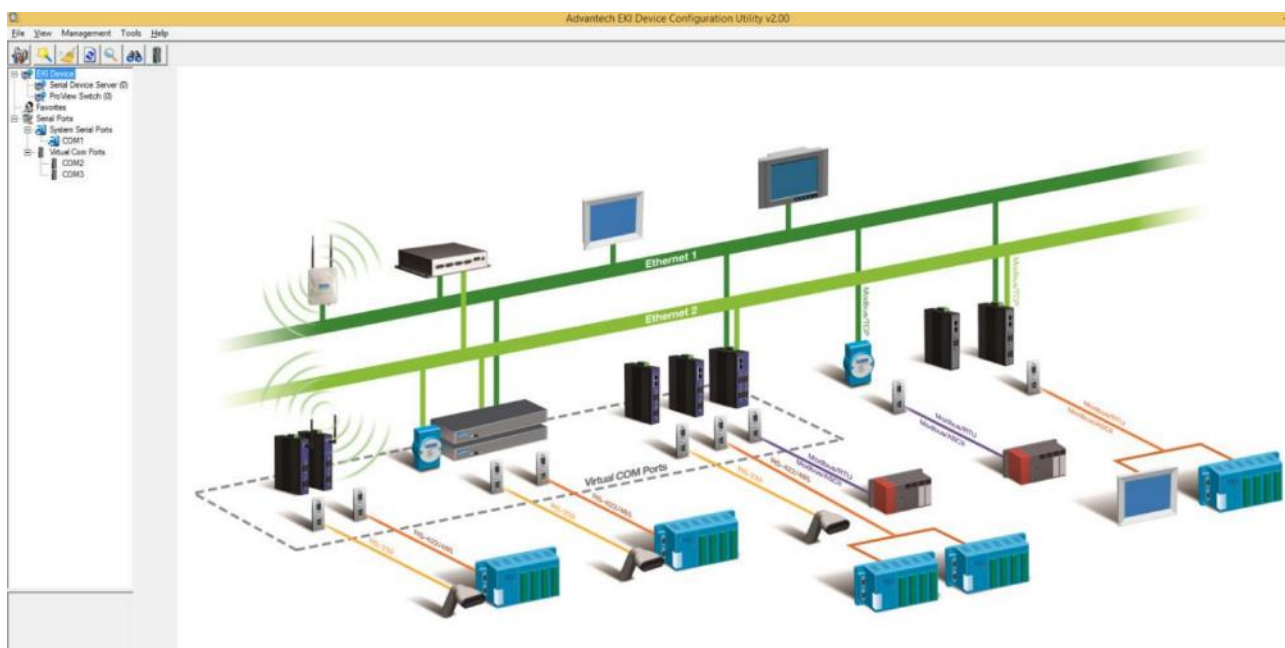 Advantech EKI Device Configuration Utility v2.00
File View Management Tools Help
EKI Device
Serial Device Server (0)
ProView Switch (0)
Favorites
Serial Ports
System Serial Ports
COM1
Virtual Com Ports
COM2
COM3
Ethernet 1
Ethernet 2
Modbus/TCP
Modbus/TCP
Virtual COM Ports
Modbus/RTU
Modbus/ASCII
Modbus/RTU
Modbus/ASCII
Modbus/RTU
Modbus/ASCII
RS-232
RS-422/485
RS-232
RS-422/485
RS-232
RS-422/485